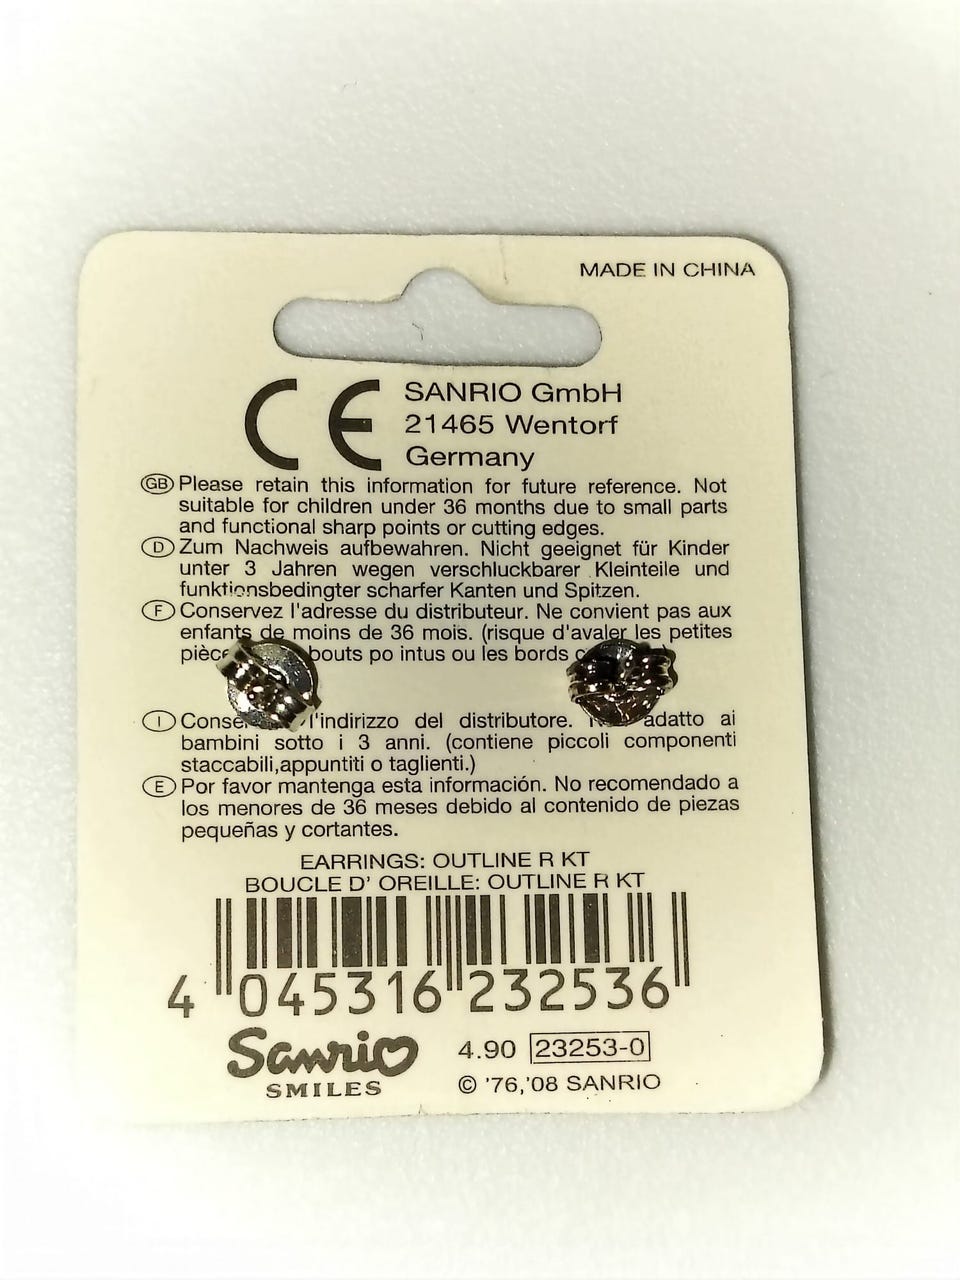 MADE IN CHINA
CE
SANRIO GmbH
21465 Wentorf
Germany
GB Please retain this information for future reference. Not
suitable for children under 36 months due to small parts
and functional sharp points or cutting edges.
D Zum Nachweis aufbewahren. Nicht geeignet für Kinder
unter 3 Jahren wegen verschluckbarer Kleinteile und
funktionsbedingter scharfer Kanten und Spitzen.
F Conservez l'adresse du distributeur. Ne convient pas aux
enfants de moins de 36 mois. (risque d'avaler les petites
bouts po intus ou les bords
I l'indirizzo del distributore. adatto ai
bambini sotto i 3 anni. (contiene piccoli componenti
staccabili,appuntiti o taglienti.)
E Por favor mantenga esta información. No recomendado a
los menores de 36 meses debido al contenido de piezas
pequeñas y cortantes.
EARRINGS: OUTLINE R KT
BOUCLE D' OREILLE: OUTLINE R KT
4 045316 232536
Sanrio
SMILES
4.90 23253-0
© '76,'08 SANRIO